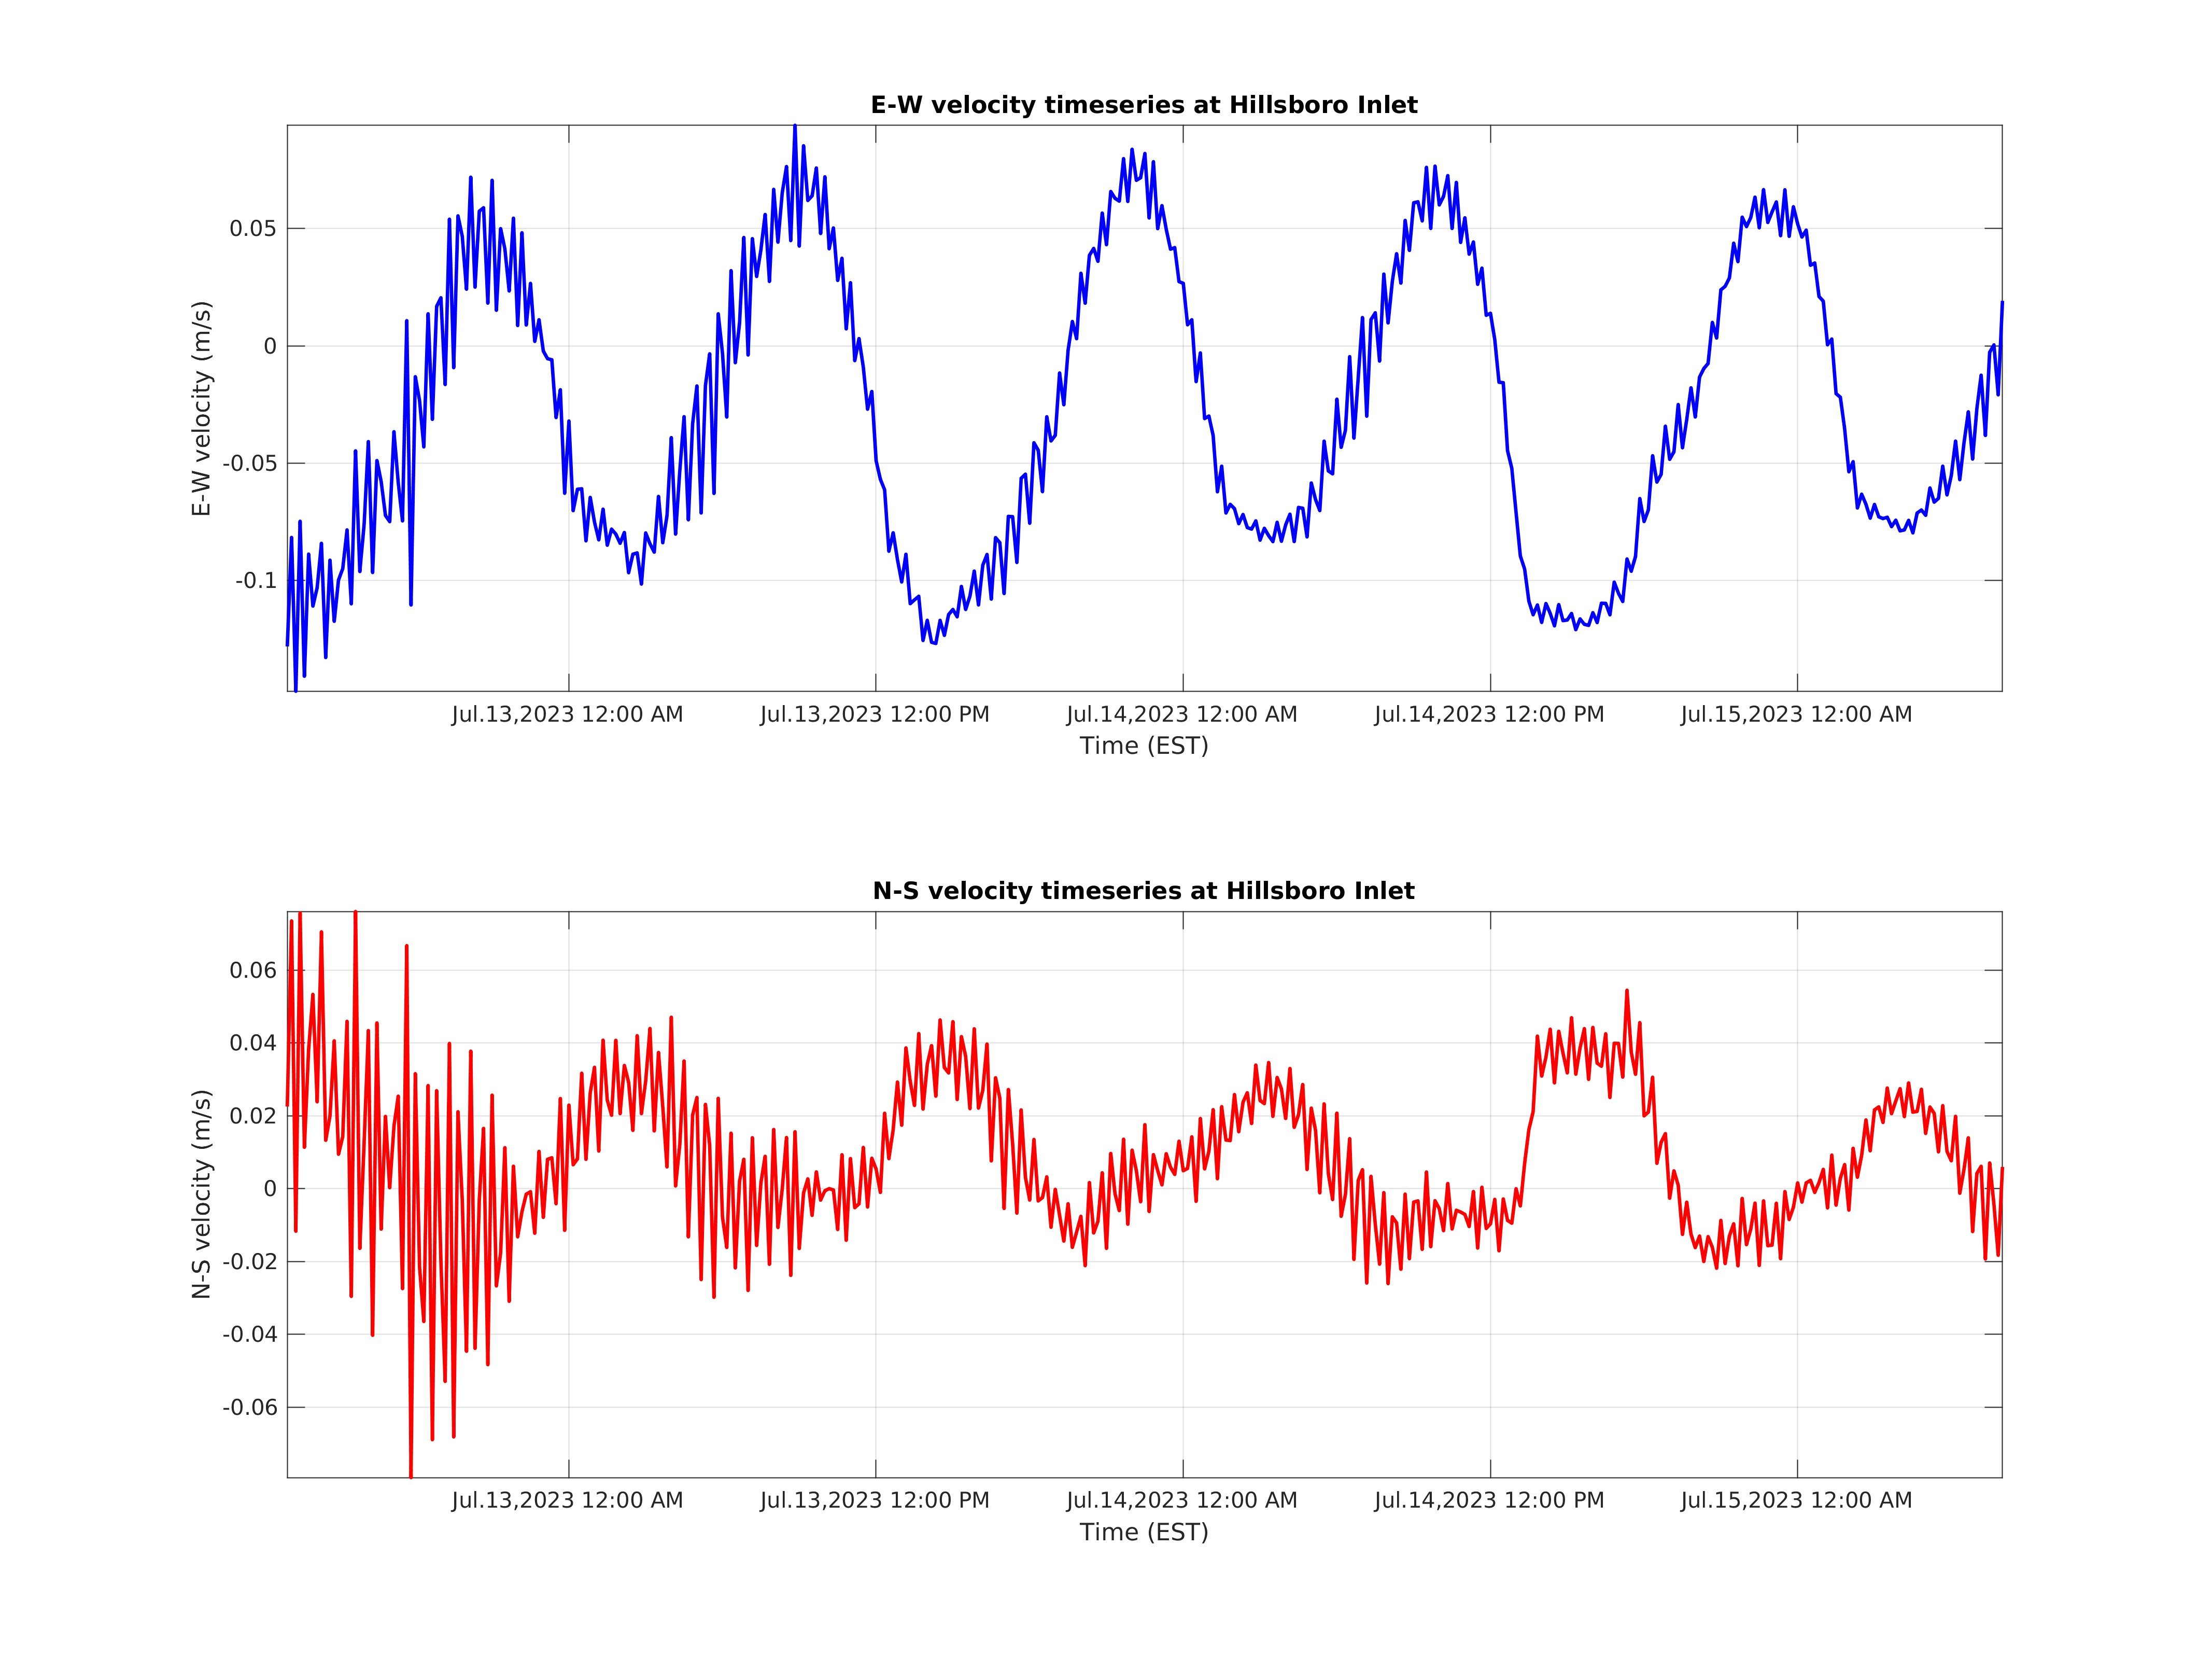 E-W velocity timeseries at Hillsboro Inlet
E-W velocity (m/s)
0.05
0
-0.05
-0.1
Jul.13,2023 12:00 AM
Jul.13,2023 12:00 PM
Jul.14,2023 12:00 AM
Jul.14,2023 12:00 PM
Jul.15,2023 12:00 AM
Time (EST)
N-S velocity timeseries at Hillsboro Inlet
N-S velocity (m/s)
0.06
0.04
0.02
0
-0.02
-0.04
-0.06
Jul.13,2023 12:00 AM
Jul.13,2023 12:00 PM
Jul.14,2023 12:00 AM
Jul.14,2023 12:00 PM
Jul.15,2023 12:00 AM
Time (EST)